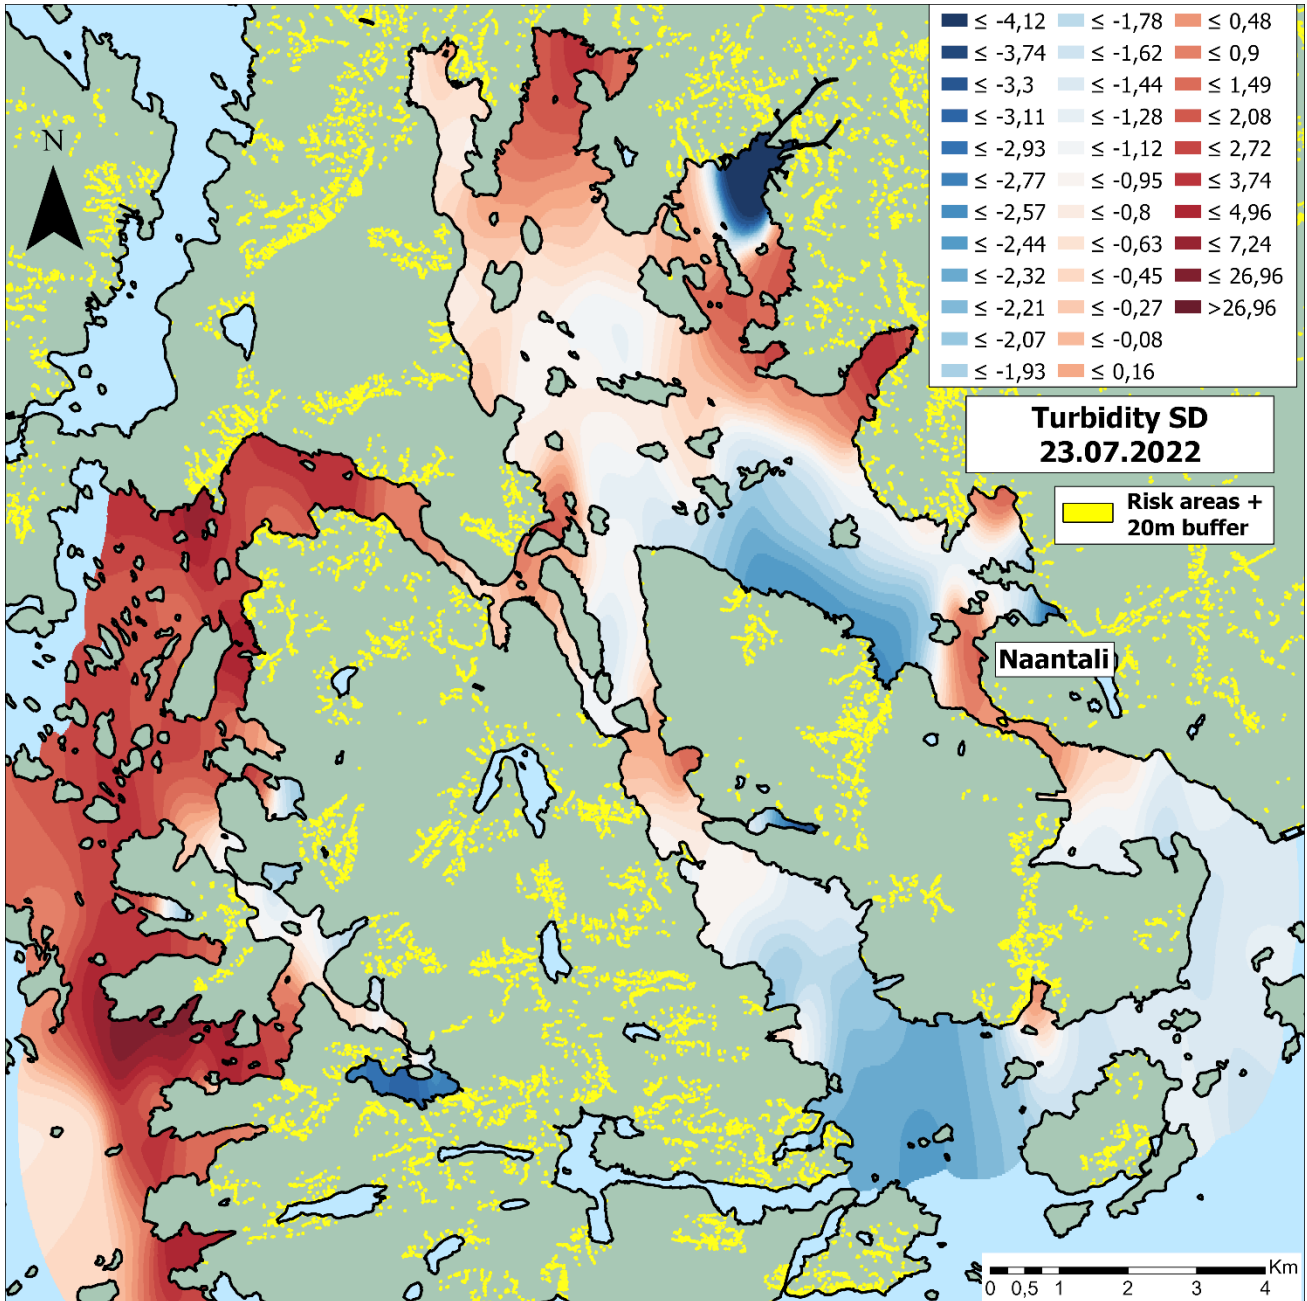 ≤ -4,12 ≤ -1,78 ≤ 0,48
≤ -3,74 ≤ -1,62 ≤ 0,9
≤ -3,3 ≤ -1,44 ≤ 1,49
≤ -3,11 ≤ -1,28 ≤ 2,08
≤ -2,93 ≤ -1,12 ≤ 2,72
≤ -2,77 ≤ -0,95 ≤ 3,74
≤ -2,57 ≤ -0,8 ≤ 4,96
≤ -2,44 ≤ -0,63 ≤ 7,24
≤ -2,32 ≤ -0,45 ≤ 26,96
≤ -2,21 ≤ -0,27 >26,96
≤ -2,07 ≤ -0,08
≤ -1,93 ≤ 0,16
N
Turbidity SD
23.07.2022
Risk areas +
20m buffer
Naantali
Km
0 0,5 1 2 3 4